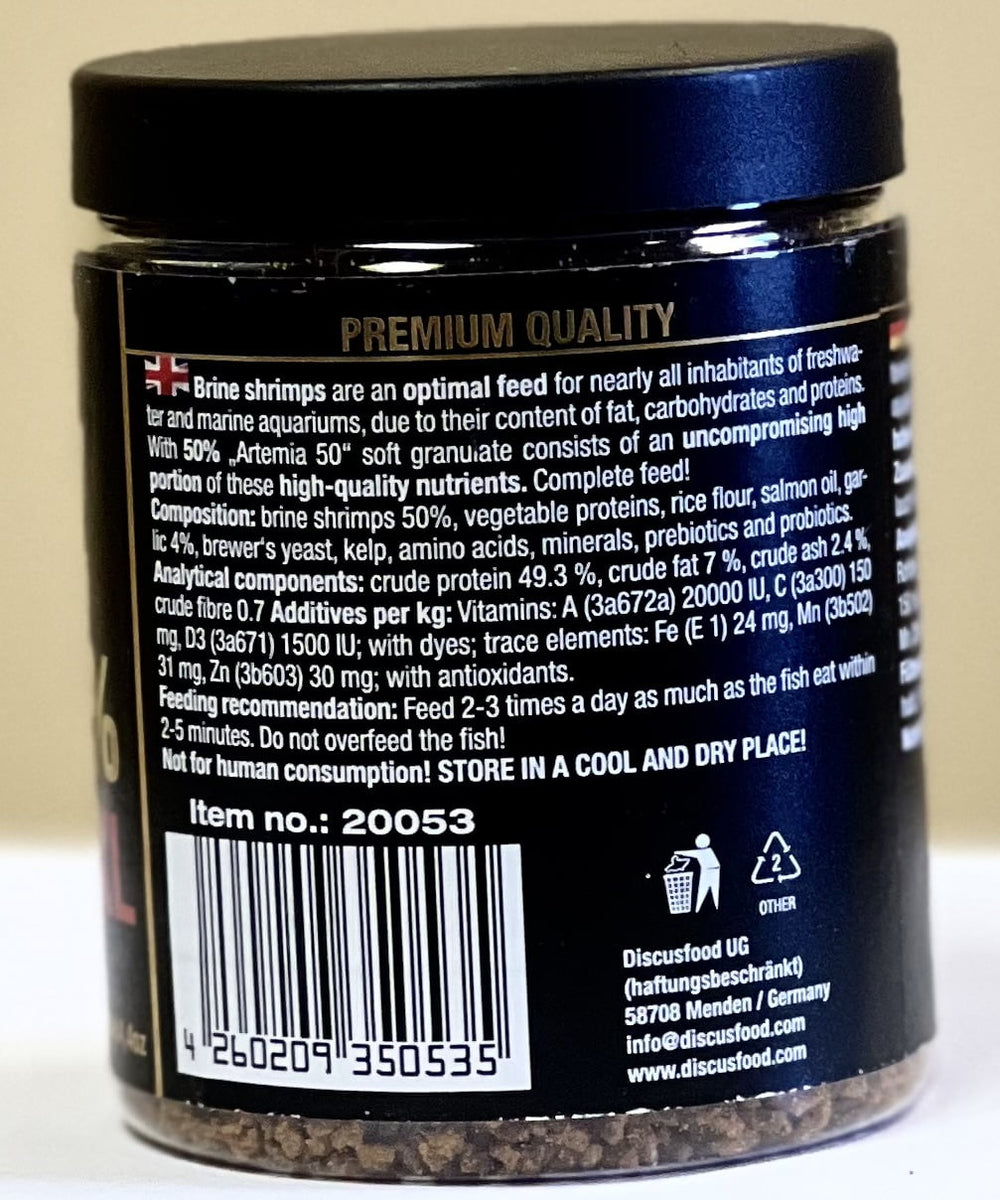 PREMIUM QUALITY
Brine shrimps are an optimal feed for nearly all inhabitants of freshwa-
ter and marine aquariums, due to their content of fat, carbohydrates and proteins.
With 50% „Artemia 50“ soft granulate consists of an uncompromising high
portion of these high-quality nutrients. Complete feed!
Composition: brine shrimps 50%, vegetable proteins, rice flour, salmon oil, gar-
lic 4%, brewer's yeast, kelp, amino acids, minerals, prebiotics and probiotics.
Analytical components: crude protein 49.3 %, crude fat 7 %, crude ash 2.4 %,
crude fibre 0.7 Additives per kg: Vitamins: A (3a672a) 20000 IU, C (3a300) 150
mg, D3 (3a671) 1500 IU; with dyes; trace elements: Fe (E 1) 24 mg, Mn (3b502)
31 mg, Zn (3b603) 30 mg; with antioxidants.
Feeding recommendation: Feed 2-3 times a day as much as the fish eat within
2-5 minutes. Do not overfeed the fish!
Not for human consumption! STORE IN A COOL AND DRY PLACE!
Item no.: 20053
4 260209 350535
2
OTHER
Discusfood UG
(haftungsbeschränkt)
58708 Menden / Germany
info@discusfood.com
www.discusfood.com